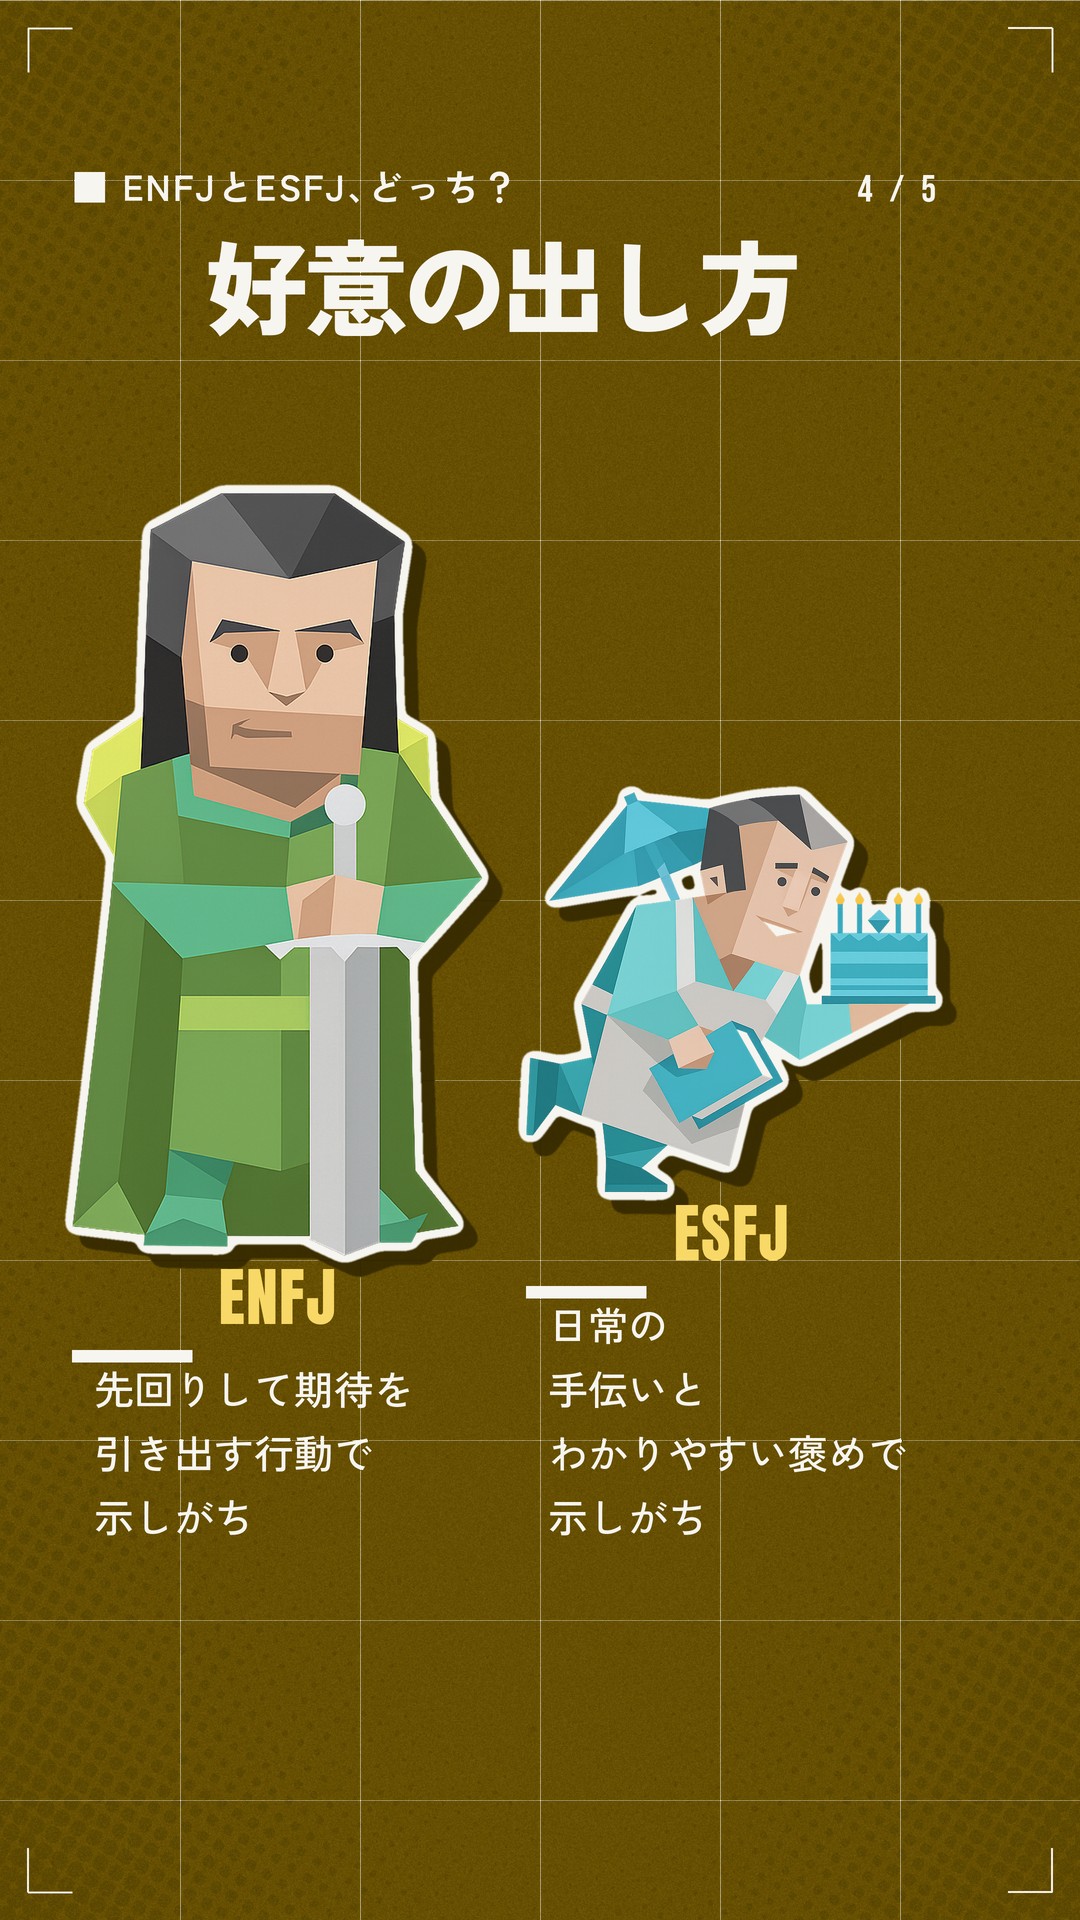 ENFJとESFJ、どっち？
4 / 5
好意の出し方
ENFJ
先回りして期待を
引き出す行動で
示しがち
ESFJ
日常の
手伝いと
わかりやすい褒めで
示しがち